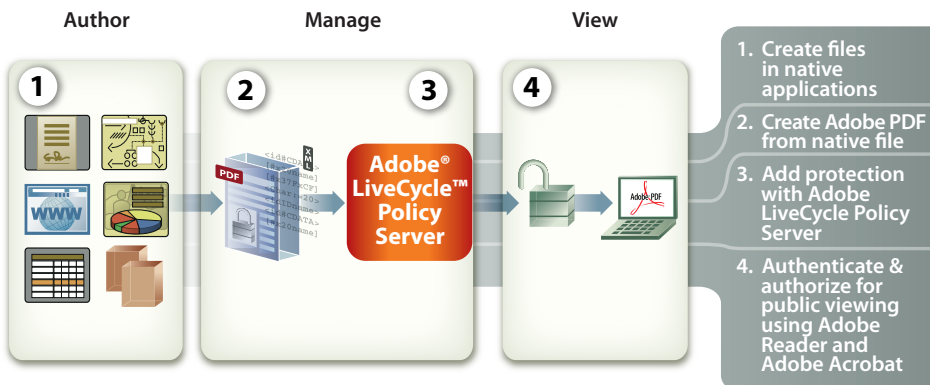 Author
Manage
View
1
2
3
4
WWW
PDF
XML
Adobe®
LiveCycle™
Policy
Server
Adobe PDF
1. Create files
in native
applications
2. Create Adobe PDF
from native file
3. Add protection
with Adobe
LiveCycle Policy
Server
4. Authenticate &
authorize for
public viewing
using Adobe
Reader and
Adobe Acrobat